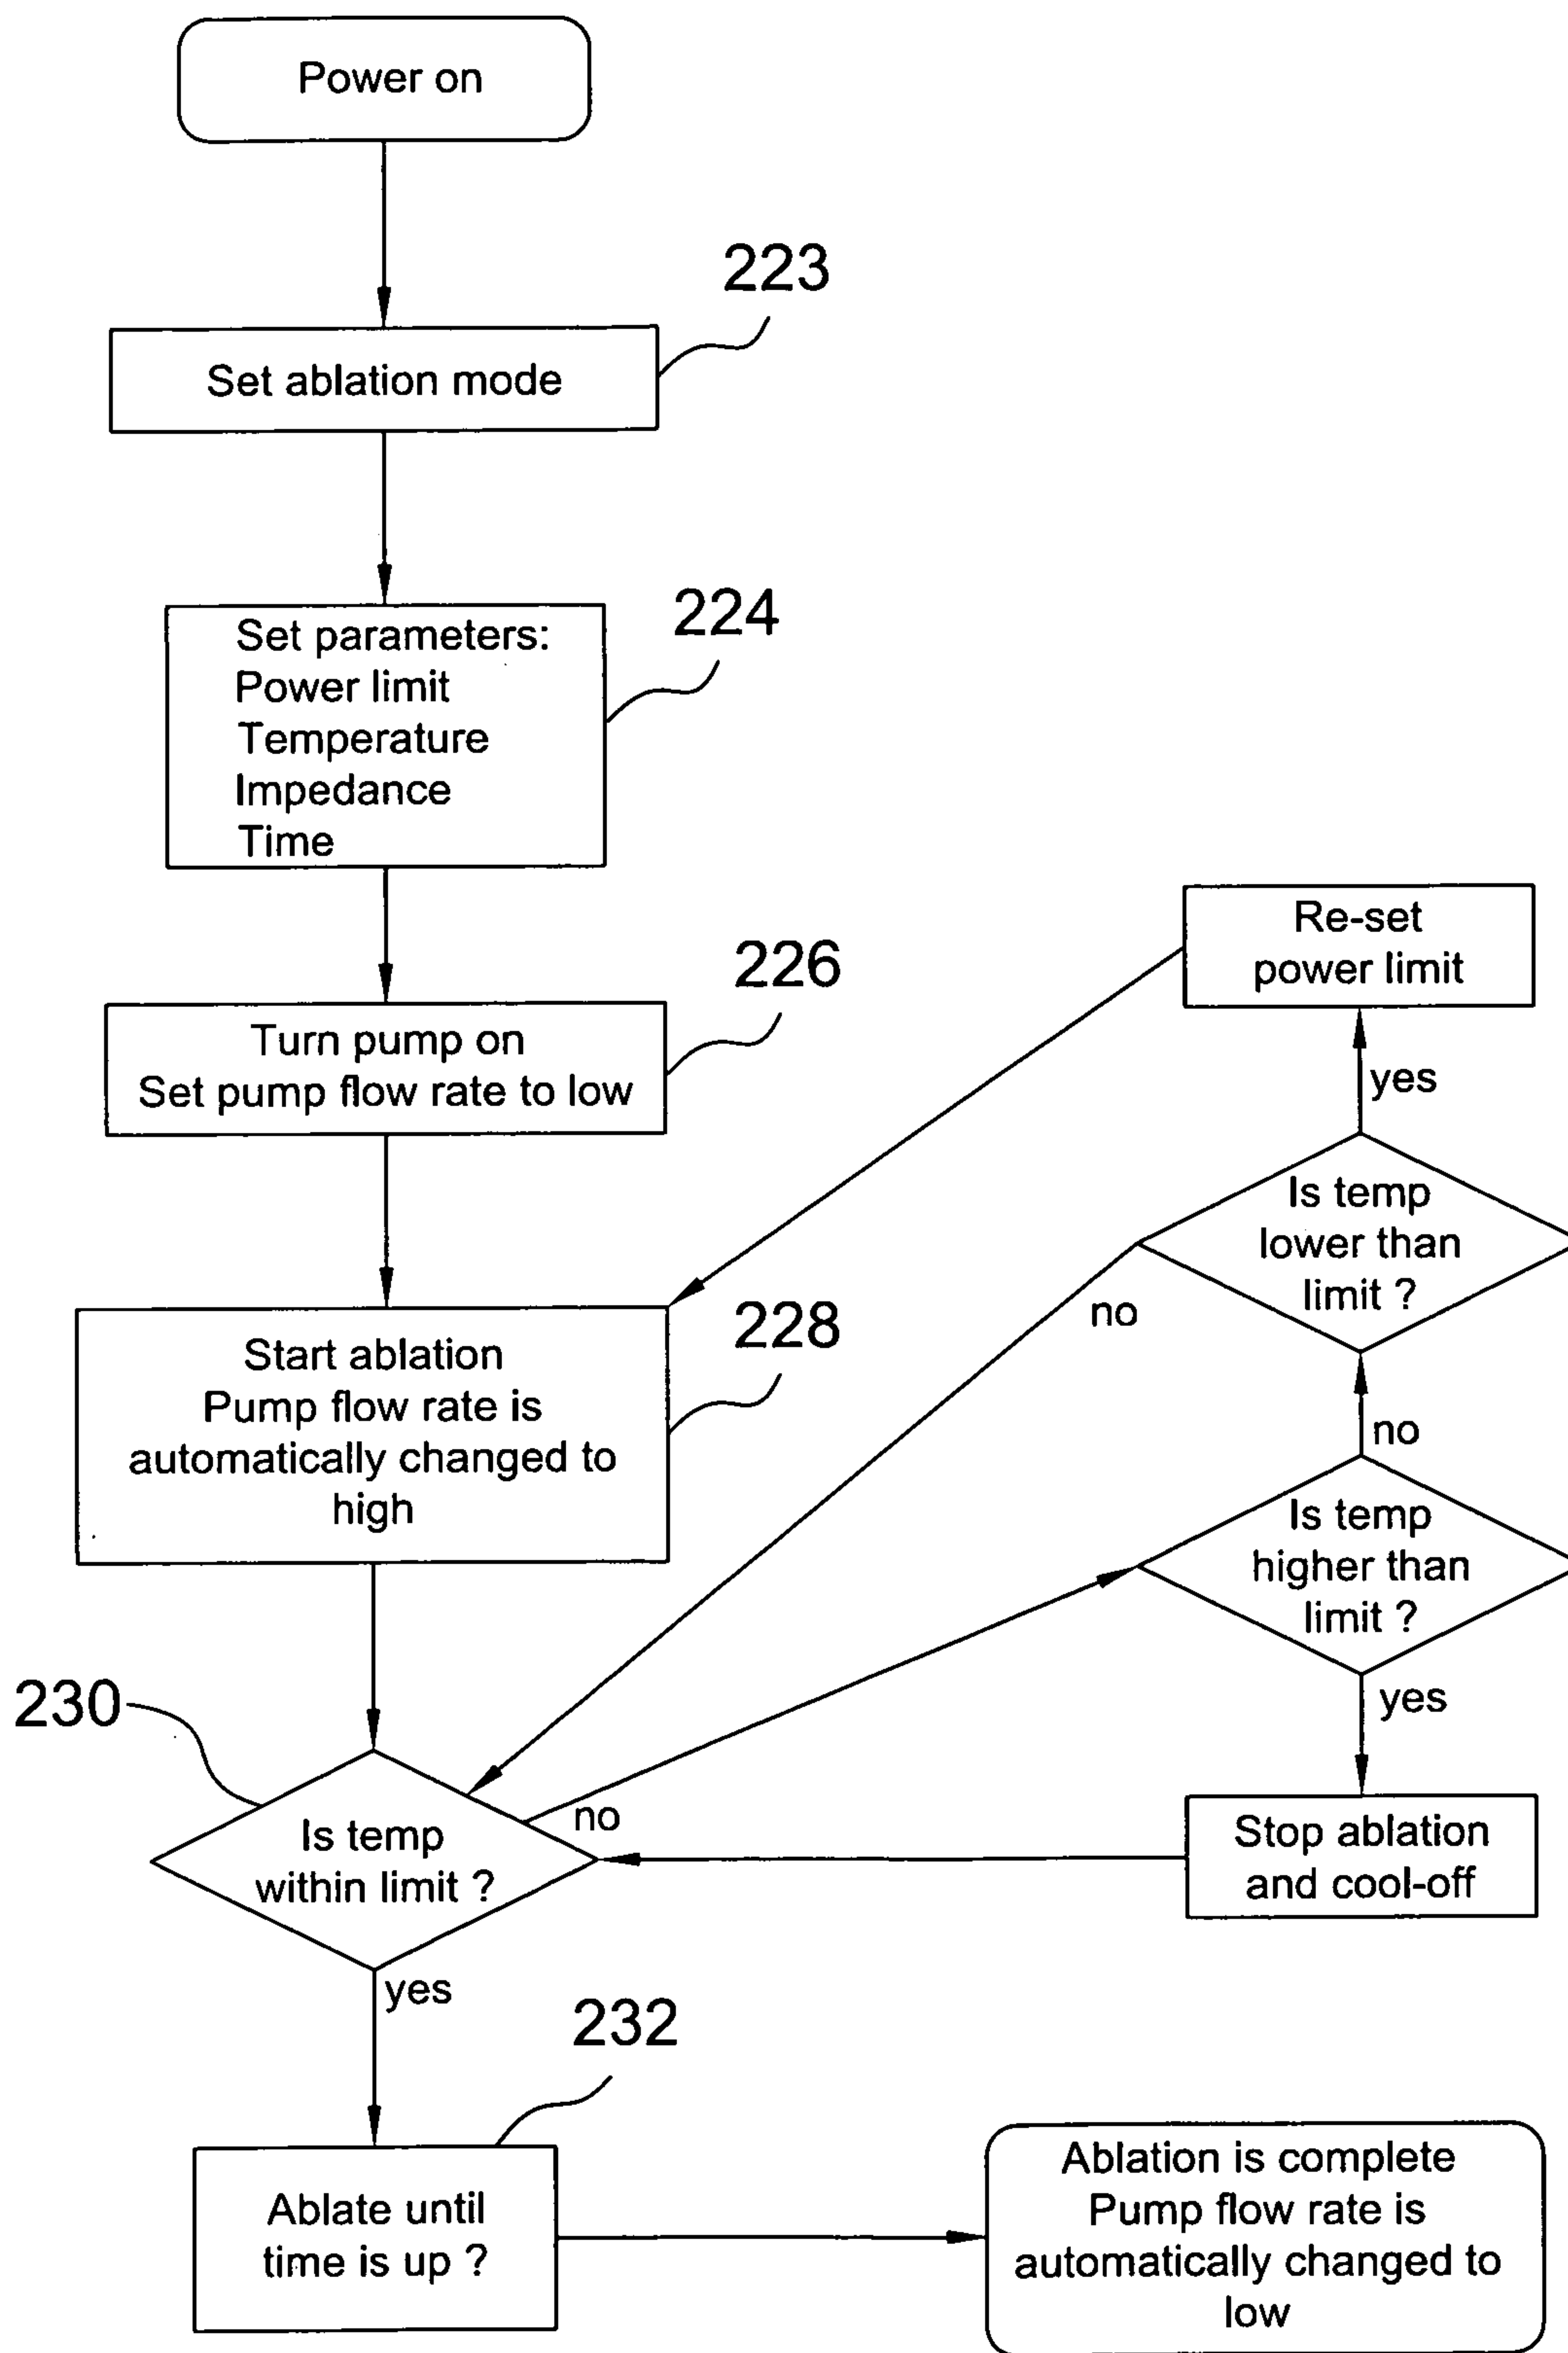 Power on
223
Set ablation mode
224
Set parameters:
Power limit
Temperature
Impedance
Time
226
Turn pump on
Set pump flow rate to low
228
Start ablation
Pump flow rate is
automatically changed to
high
230
Is temp
within limit ?
no
yes
232
Ablate until
time is up ?
Re-set
power limit
yes
Is temp
lower than
limit ?
no
no
Is temp
higher than
limit ?
yes
Stop ablation
and cool-off
Ablation is complete
Pump flow rate is
automatically changed to
low